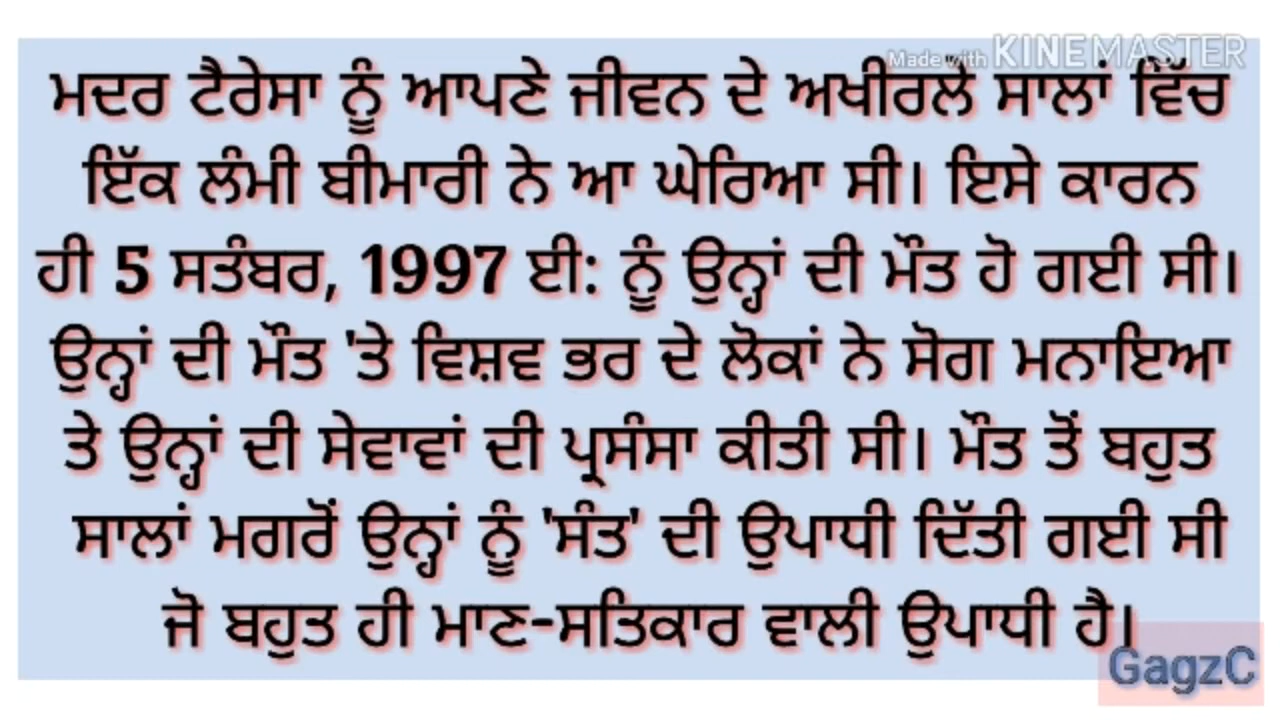 Made with KINEMASTER
ਮਦਰ ਟੈਰੇਸਾ ਨੂੰ ਆਪਣੇ ਜੀਵਨ ਦੇ ਅਖੀਰਲੇ ਸਾਲਾਂ ਵਿੱਚ
ਇੱਕ ਲੰਮੀ ਬੀਮਾਰੀ ਨੇ ਆ ਘੇਰਿਆ ਸੀ। ਇਸੇ ਕਾਰਨ
ਹੀ 5 ਸਤੰਬਰ, 1997 ਈ: ਨੂੰ ਉਨ੍ਹਾਂ ਦੀ ਮੌਤ ਹੋ ਗਈ ਸੀ।
ਉਨ੍ਹਾਂ ਦੀ ਮੌਤ 'ਤੇ ਵਿਸ਼ਵ ਭਰ ਦੇ ਲੋਕਾਂ ਨੇ ਸੋਗ ਮਨਾਇਆ
ਤੇ ਉਨ੍ਹਾਂ ਦੀ ਸੇਵਾਵਾਂ ਦੀ ਪ੍ਰਸੰਸਾ ਕੀਤੀ ਸੀ। ਮੌਤ ਤੋਂ ਬਹੁਤ
ਸਾਲਾਂ ਮਗਰੋਂ ਉਨ੍ਹਾਂ ਨੂੰ 'ਸੰਤ' ਦੀ ਉਪਾਧੀ ਦਿੱਤੀ ਗਈ ਸੀ
ਜੋ ਬਹੁਤ ਹੀ ਮਾਣ-ਸਤਿਕਾਰ ਵਾਲੀ ਉਪਾਧੀ ਹੈ।
GagzC